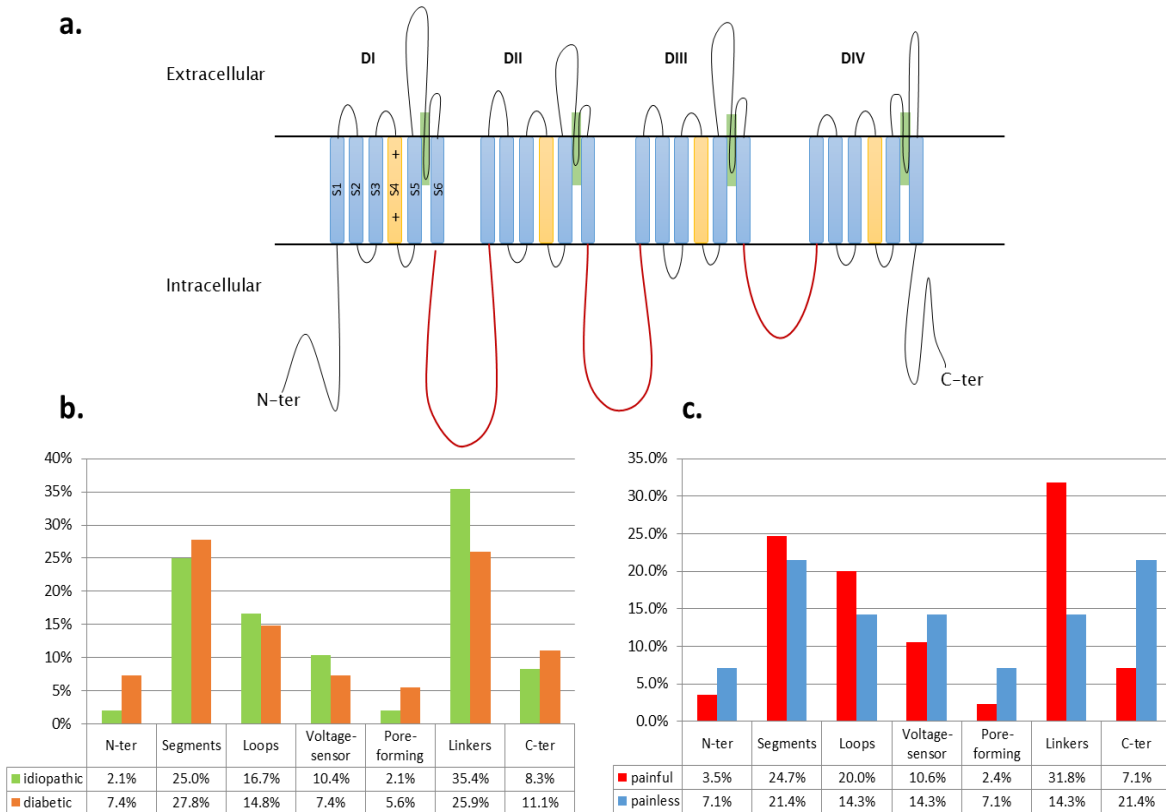 a.
DI
DII
DIII
DIV
Extracellular
S1 S2 S3 + S4 + S5 S6
Intracellular
N-ter
C-ter
b.
40%
35%
30%
25%
20%
15%
10%
5%
0%
N-ter Segments Loops Voltage-sensor Pore-forming Linkers C-ter
idiopathic 2.1% 25.0% 16.7% 10.4% 2.1% 35.4% 8.3%
diabetic 7.4% 27.8% 14.8% 7.4% 5.6% 25.9% 11.1%
c.
35.0%
30.0%
25.0%
20.0%
15.0%
10.0%
5.0%
0.0%
N-ter Segments Loops Voltage-sensor Pore-forming Linkers C-ter
painful 3.5% 24.7% 20.0% 10.6% 2.4% 31.8% 7.1%
painless 7.1% 21.4% 14.3% 14.3% 7.1% 14.3% 21.4%